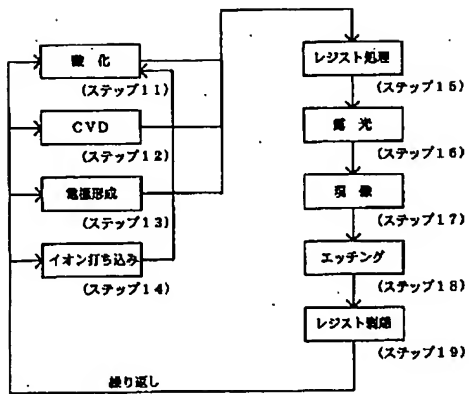 酸化
(ステップ11)
CVD
(ステップ12)
電極形成
(ステップ13)
イオン打ち込み
(ステップ14)
レジスト処理
(ステップ15)
露光
(ステップ16)
現像
(ステップ17)
エッチング
(ステップ18)
レジスト剥離
(ステップ19)
繰り返し